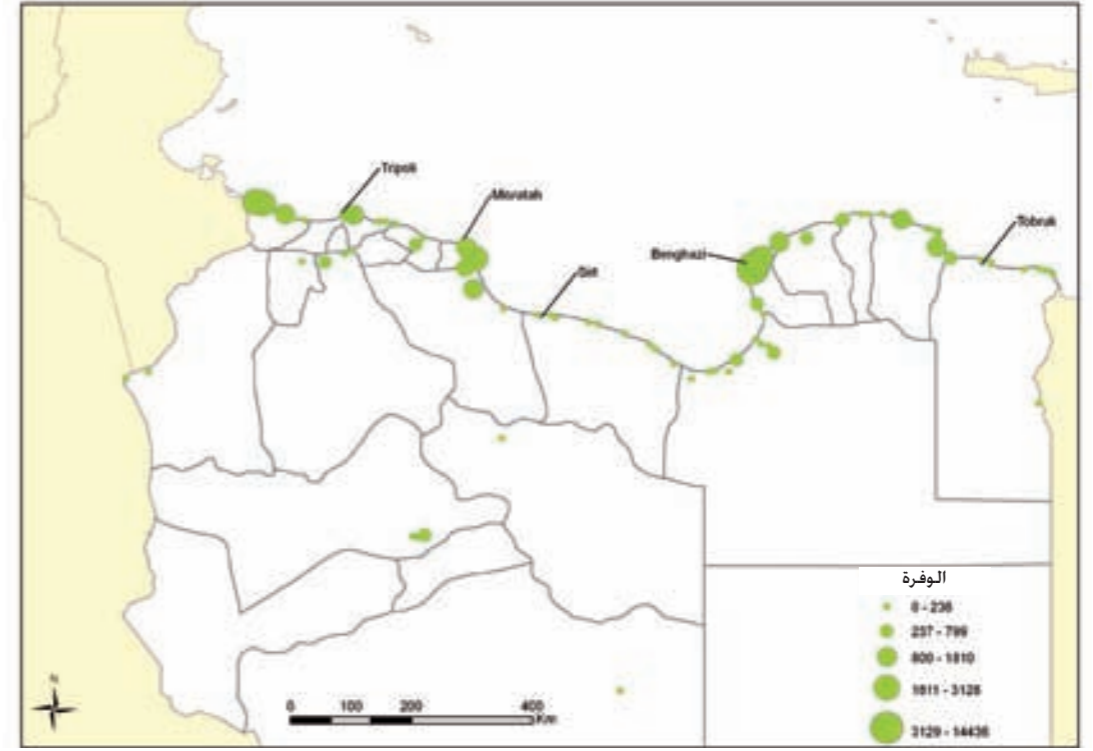 Tripoli
Misratah
Benghazi
Tobruk
Sirt
الوفرة
0 - 236
237 - 799
800 - 1810
1811 - 3128
3129 - 14436
N
0 100 200 400
Km